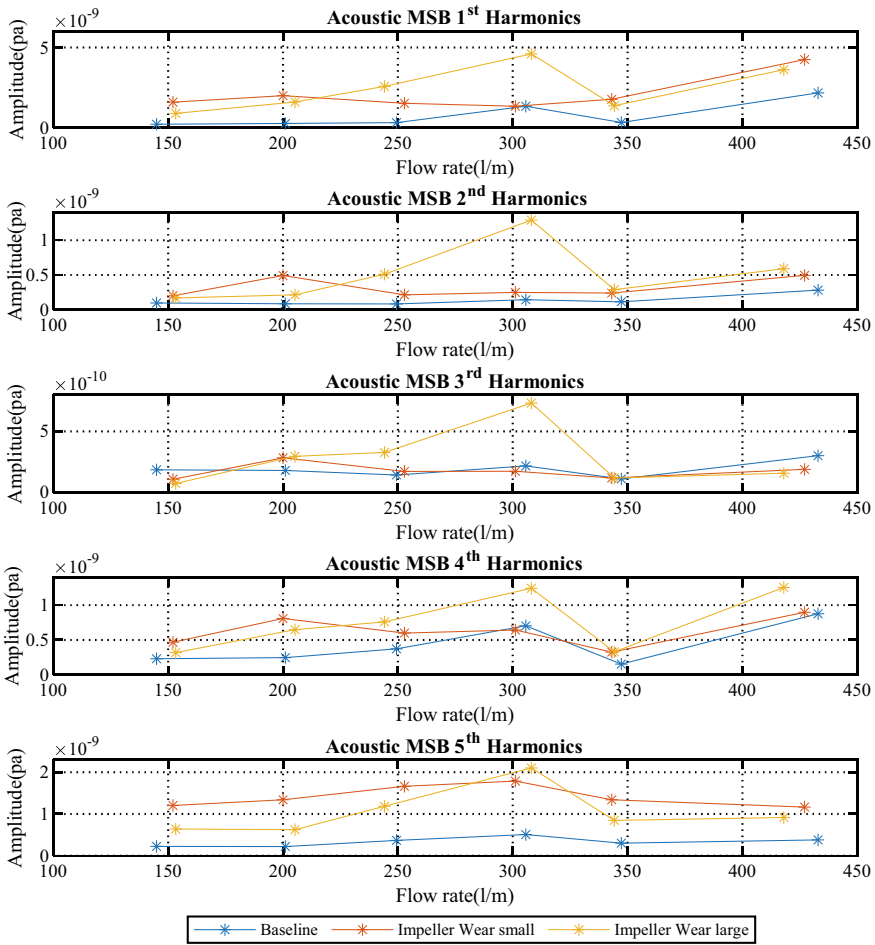 ×10⁻⁹
Acoustic MSB 1ˢᵗ Harmonics
Amplitude(pa)
5
0
100 150 200 250 300 350 400 450
Flow rate(l/m)
×10⁻⁹
Acoustic MSB 2ⁿᵈ Harmonics
Amplitude(pa)
1
0.5
0
100 150 200 250 300 350 400 450
Flow rate(l/m)
×10⁻¹⁰
Acoustic MSB 3ʳᵈ Harmonics
Amplitude(pa)
5
0
100 150 200 250 300 350 400 450
Flow rate(l/m)
×10⁻⁹
Acoustic MSB 4ᵗʰ Harmonics
Amplitude(pa)
1
0.5
0
100 150 200 250 300 350 400 450
Flow rate(l/m)
×10⁻⁹
Acoustic MSB 5ᵗʰ Harmonics
Amplitude(pa)
2
1
0
100 150 200 250 300 350 400 450
Flow rate(l/m)
Baseline Impeller Wear small Impeller Wear large